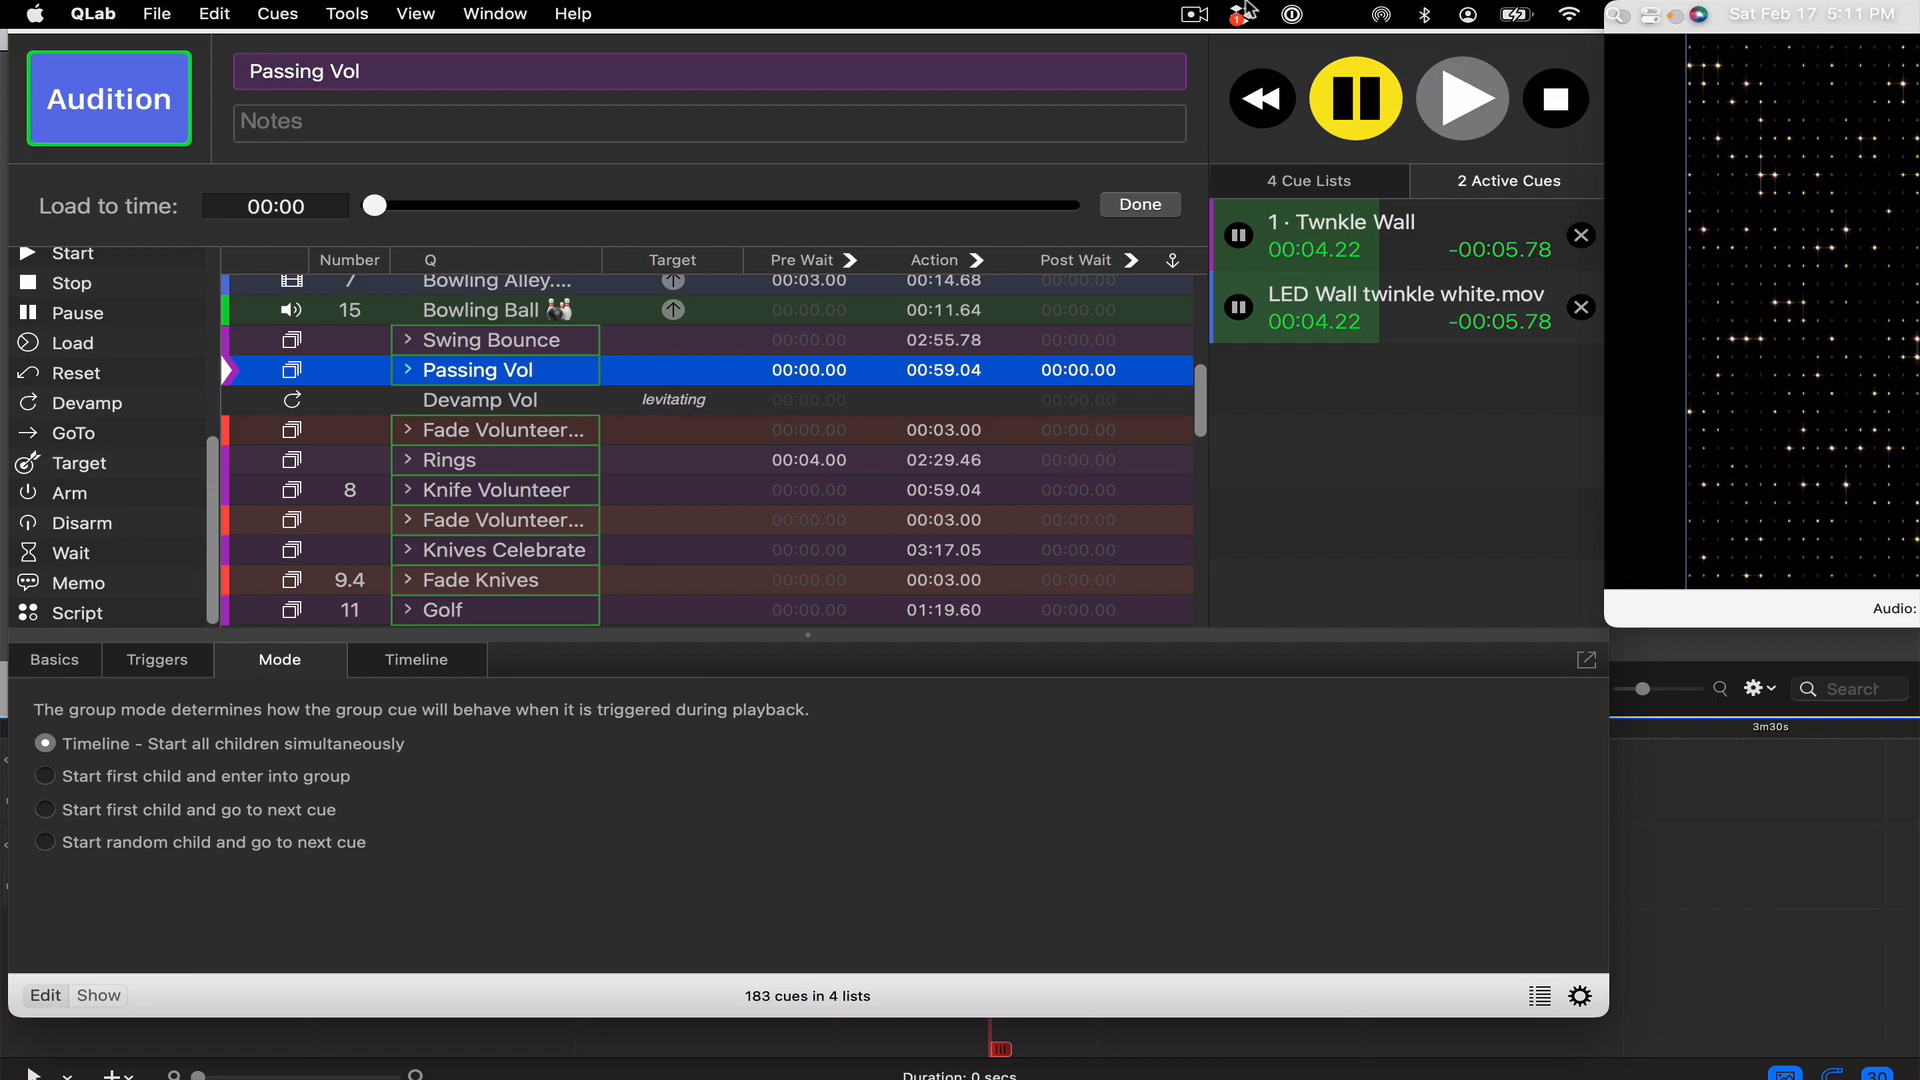 QLab File Edit Cues Tools View Window Help
1
Sat Feb 17 5:11 PM
Audition
Passing Vol
Notes
Load to time: 00:00 Done
4 Cue Lists 2 Active Cues
1 · Twnkle Wall
00:04.22 -00:05.78
LED Wall twinkle white.mov
00:04.22 -00:05.78
Start
Stop
Pause
Load
Reset
Devamp
GoTo
Target
Arm
Disarm
Wait
Memo
Script
Number Q Target Pre Wait Action Post Wait
7 Bowling Alley.... 00:03.00 00:14.68 00:00.00
15 Bowling Ball 🎳 00:00.00 00:11.64 00:00.00
Swing Bounce 00:00.00 02:55.78 00:00.00
Passing Vol 00:00.00 00:59.04 00:00.00
Devamp Vol levitating 00:00.00 00:00.00
Fade Volunteer... 00:00.00 00:03.00 00:00.00
Rings 00:04.00 02:29.46 00:00.00
8 Knife Volunteer 00:00.00 00:59.04 00:00.00
Fade Volunteer... 00:00.00 00:03.00 00:00.00
Knives Celebrate 00:00.00 03:17.05 00:00.00
9.4 Fade Knives 00:00.00 00:03.00 00:00.00
11 Golf 00:00.00 01:19.60 00:00.00
Audio:
Basics Triggers Mode Timeline
The group mode determines how the group cue will behave when it is triggered during playback.
Timeline - Start all children simultaneously
Start first child and enter into group
Start first child and go to next cue
Start random child and go to next cue
Search
3m30s
Edit Show
183 cues in 4 lists
Duration: 0 secs
30